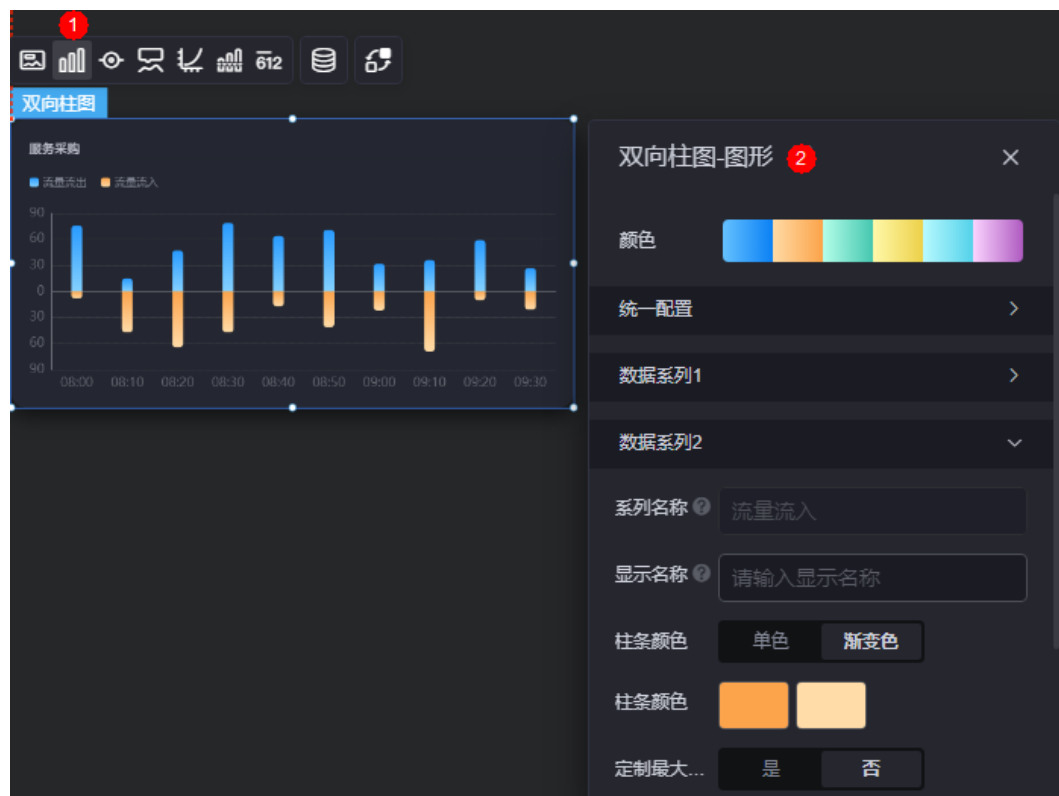 1
612
双向柱图
服务采购
流量流出 流量流入
90
60
30
0
30
60
90
08:00 08:10 08:20 08:30 08:40 08:50 09:00 09:10 09:20 09:30
双向柱图-图形 2
颜色
统一配置
数据系列1
数据系列2
系列名称 ? 流量流入
显示名称 ? 请输入显示名称
柱条颜色 单色 渐变色
柱条颜色
定制最大... 是 否